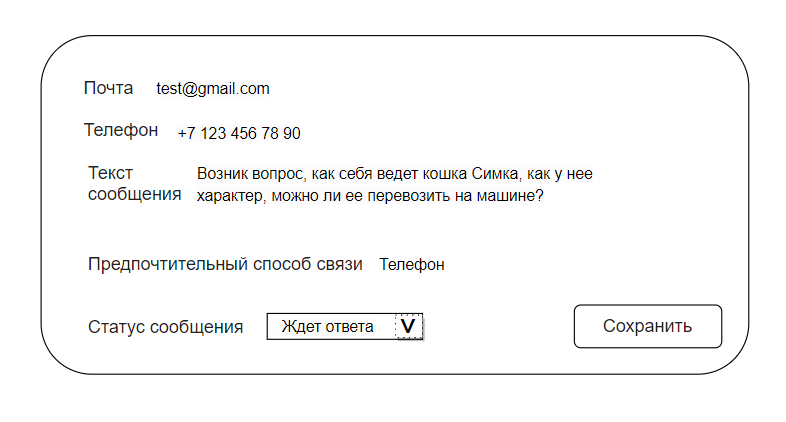 Почта test@gmail.com
Телефон +7 123 456 78 90
Текст Возник вопрос, как себя ведет кошка Симка, как у нее
сообщения характер, можно ли ее перевозить на машине?
Предпочтительный способ связи Телефон
Статус сообщения Ждет ответа V Сохранить